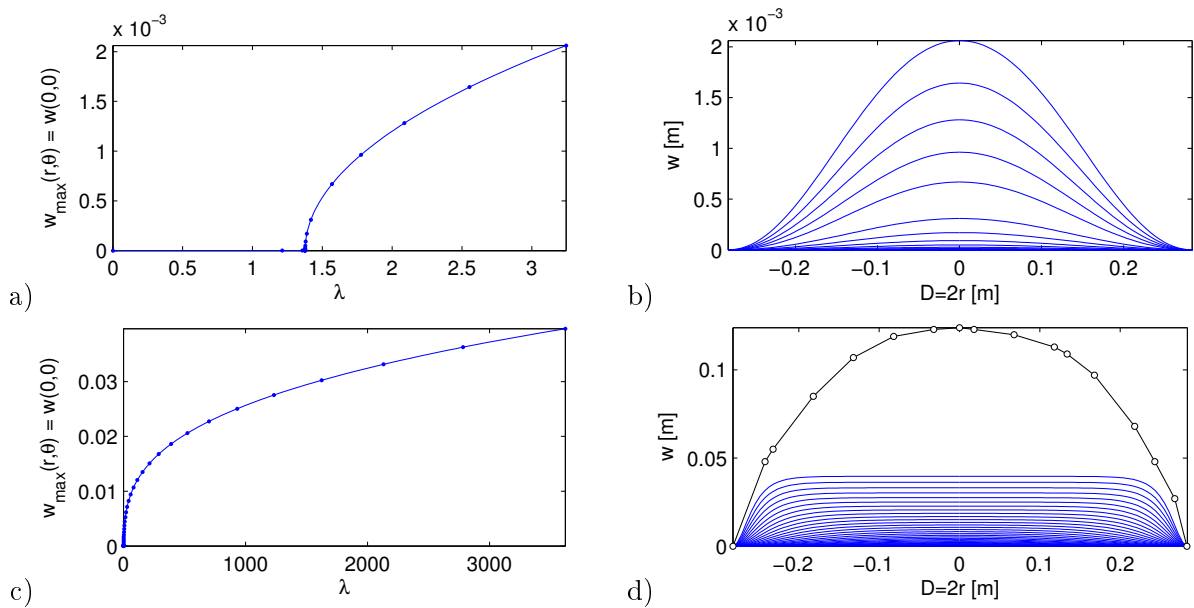 x 10⁻³
2
1.5
1
0.5
0
w_max(r,θ) = w(0,0)
0 0.5 1 1.5 2 2.5 3
λ
a)
x 10⁻³
2
1.5
1
0.5
0
w [m]
−0.2 −0.1 0 0.1 0.2
D=2r [m]
b)
0.03
0.02
0.01
0
w_max(r,θ) = w(0,0)
0 1000 2000 3000
λ
c)
0.1
0.05
0
w [m]
−0.2 −0.1 0 0.1 0.2
D=2r [m]
d)